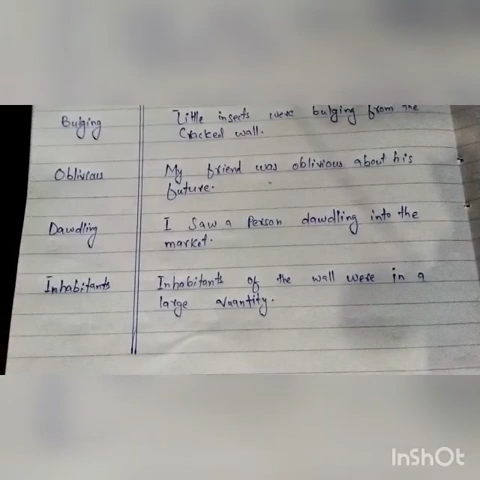 Bulging
Little insects were bulging from the
Cracked wall.
Oblivious
My friend was oblivious about his
future.
Dawdling
I Saw a Person dawdling into the
market.
Inhabitants
Inhabitants of the wall were in a
large quantity.
InShOt